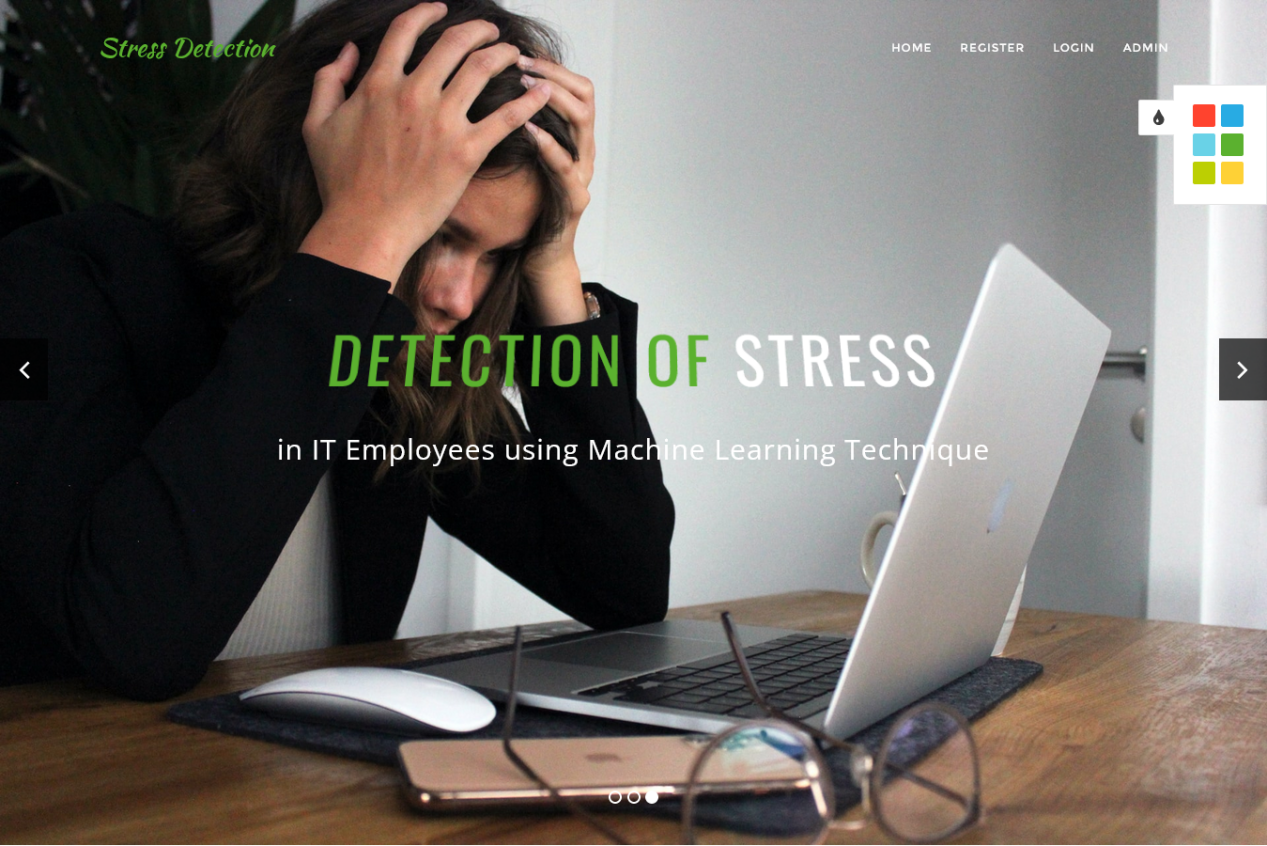 Stress Detection
HOME REGISTER LOGIN ADMIN
DETECTION OF STRESS
in IT Employees using Machine Learning Technique